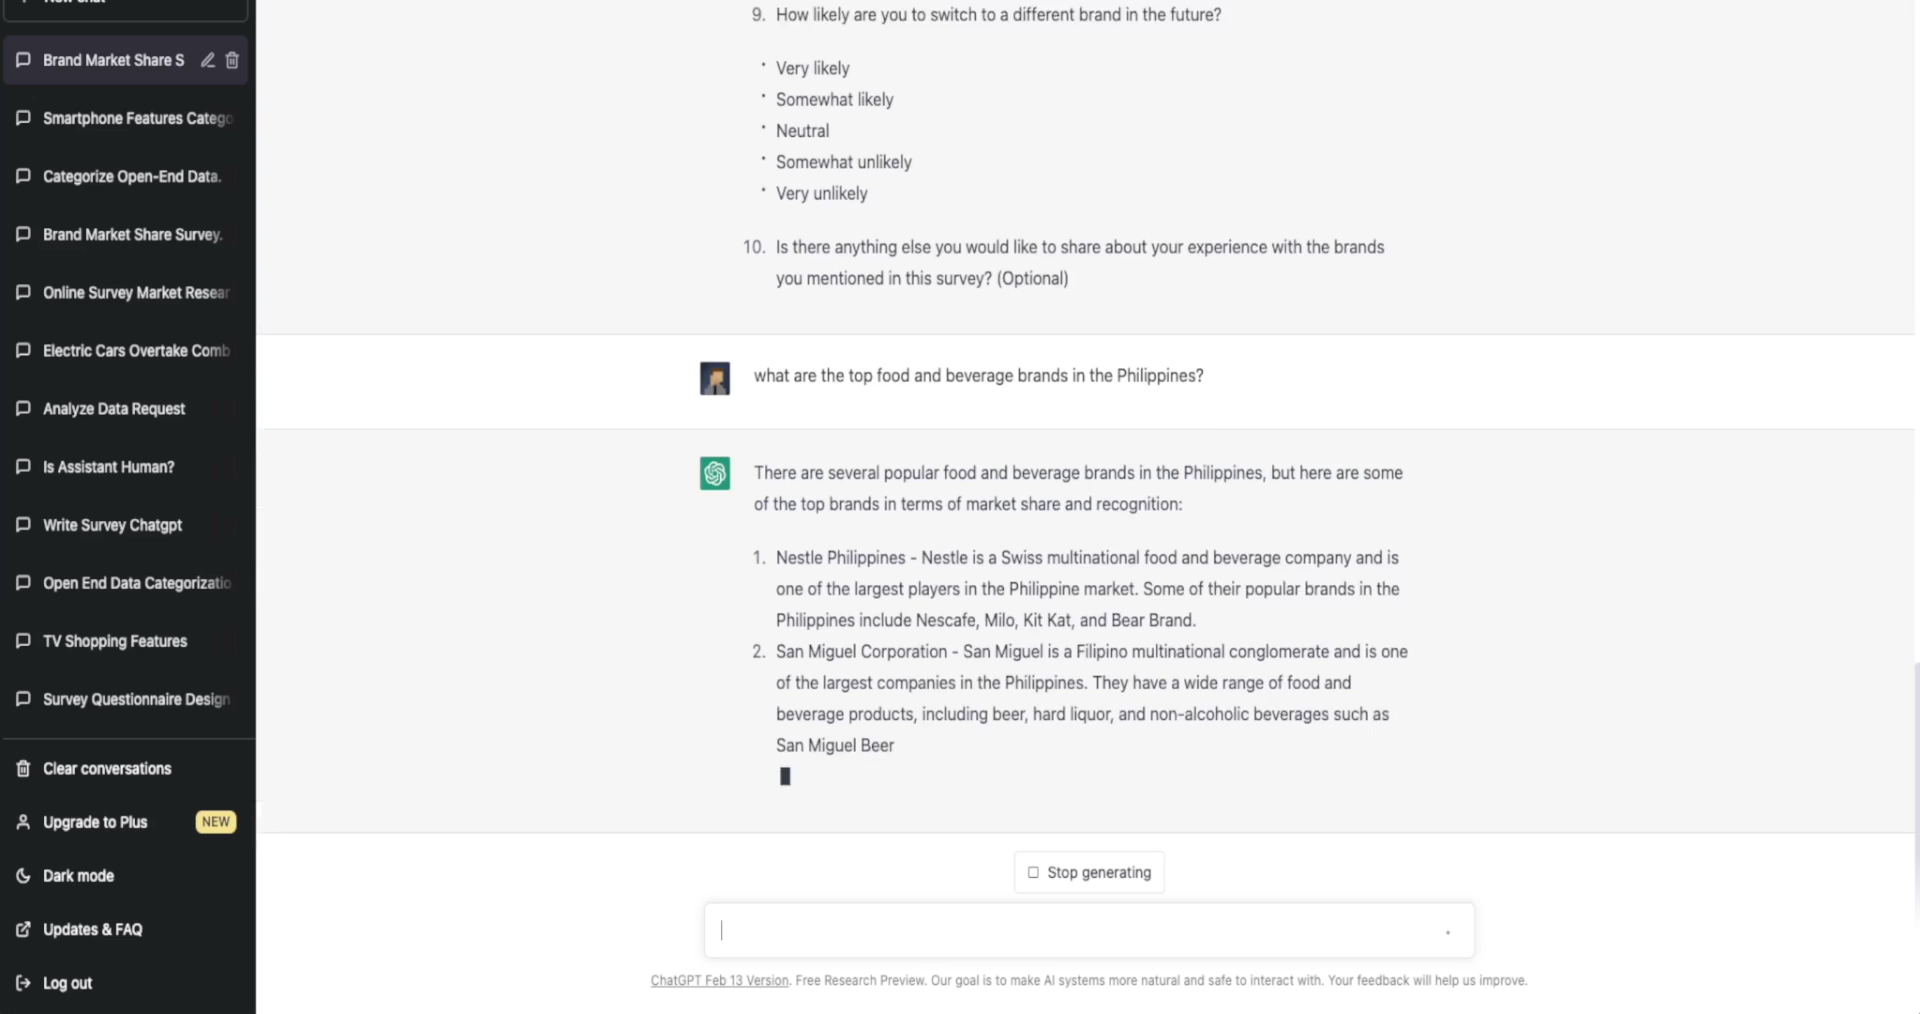 New chat
Brand Market Share S
Smartphone Features Catego
Categorize Open-End Data.
Brand Market Share Survey.
Online Survey Market Resear
Electric Cars Overtake Comb
Analyze Data Request
Is Assistant Human?
Write Survey Chatgpt
Open End Data Categorizatio
TV Shopping Features
Survey Questionnaire Design
Clear conversations
Upgrade to Plus NEW
Dark mode
Updates & FAQ
Log out
9. How likely are you to switch to a different brand in the future?
• Very likely
• Somewhat likely
• Neutral
• Somewhat unlikely
• Very unlikely
10. Is there anything else you would like to share about your experience with the brands
you mentioned in this survey? (Optional)
what are the top food and beverage brands in the Philippines?
There are several popular food and beverage brands in the Philippines, but here are some
of the top brands in terms of market share and recognition:
1. Nestle Philippines - Nestle is a Swiss multinational food and beverage company and is
one of the largest players in the Philippine market. Some of their popular brands in the
Philippines include Nescafe, Milo, Kit Kat, and Bear Brand.
2. San Miguel Corporation - San Miguel is a Filipino multinational conglomerate and is one
of the largest companies in the Philippines. They have a wide range of food and
beverage products, including beer, hard liquor, and non-alcoholic beverages such as
San Miguel Beer
Stop generating
ChatGPT Feb 13 Version. Free Research Preview. Our goal is to make AI systems more natural and safe to interact with. Your feedback will help us improve.